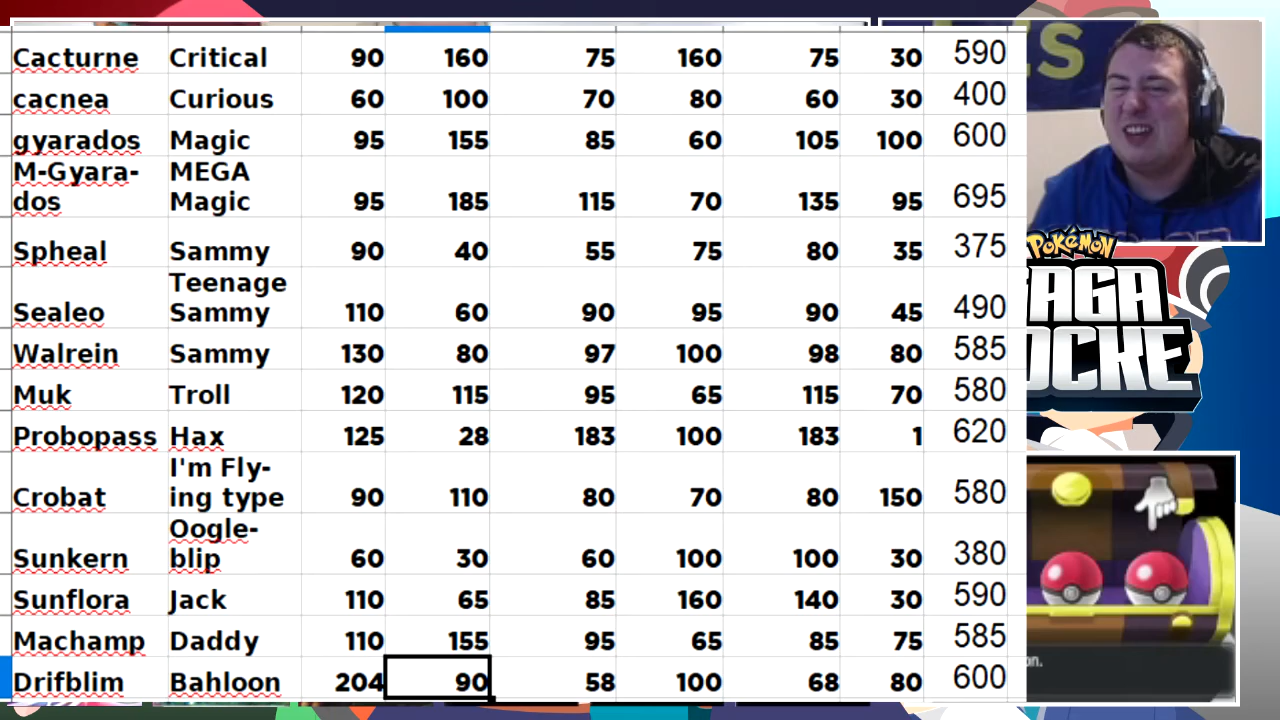 Cacturne Critical 90 160 75 160 75 30 590
cacnea Curious 60 100 70 80 60 30 400
gyarados Magic 95 155 85 60 105 100 600
M-Gyara- MEGA
dos Magic 95 185 115 70 135 95 695
Spheal Sammy 90 40 55 75 80 35 375
Teenage
Sealeo Sammy 110 60 90 95 90 45 490
Walrein Sammy 130 80 97 100 98 80 585
Muk Troll 120 115 95 65 115 70 580
Probopass Hax 125 28 183 100 183 1 620
I'm Fly-
Crobat ing type 90 110 80 70 80 150 580
Oogle-
Sunkern blip 60 30 60 100 100 30 380
Sunflora Jack 110 65 85 160 140 30 590
Machamp Daddy 110 155 95 65 85 75 585
Drifblim Bahloon 204 90 58 100 68 80 600
POKéMON
AGA
OCKE
on.